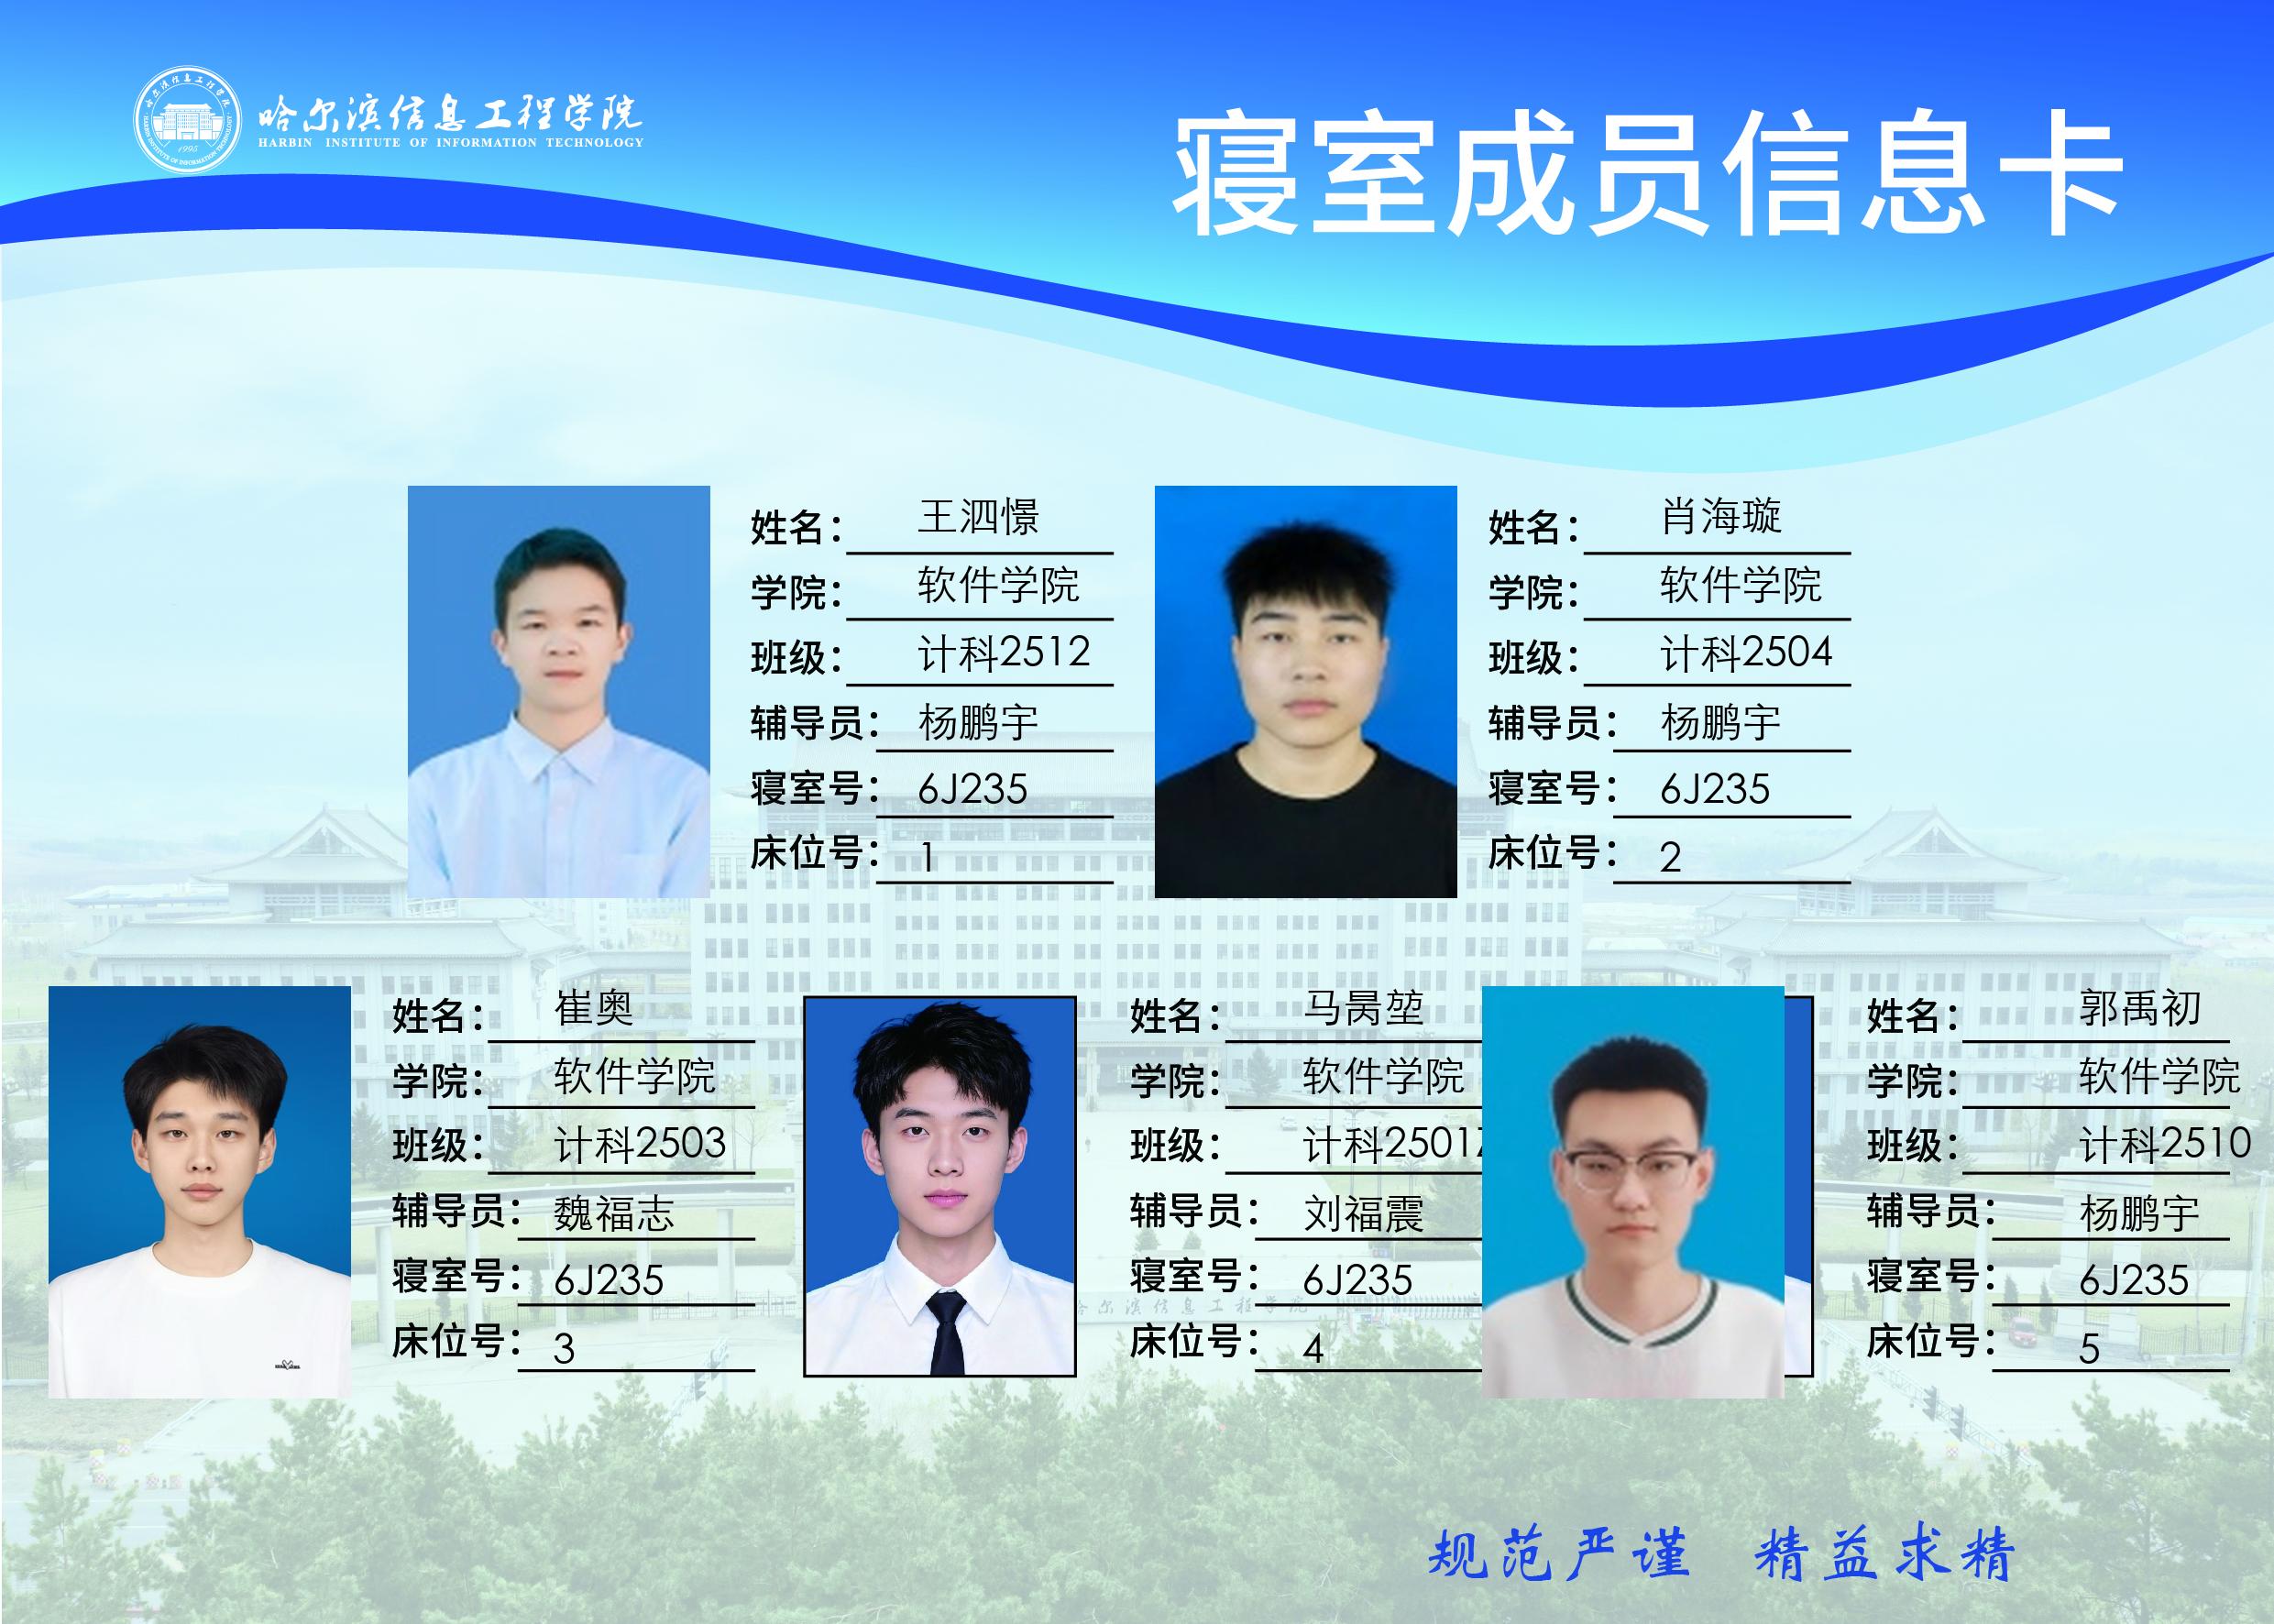 哈尔滨信息工程学院
HARBIN INSTITUTE OF INFORMATION TECHNOLOGY
1995
寝室成员信息卡
姓名: 王泗憬
学院: 软件学院
班级: 计科2512
辅导员: 杨鹏宇
寝室号: 6J235
床位号: 1
姓名: 肖海璇
学院: 软件学院
班级: 计科2504
辅导员: 杨鹏宇
寝室号: 6J235
床位号: 2
姓名: 崔奥
学院: 软件学院
班级: 计科2503
辅导员: 魏福志
寝室号: 6J235
床位号: 3
姓名: 马昺堃
学院: 软件学院
班级: 计科2501Z
辅导员: 刘福震
寝室号: 6J235
床位号: 4
姓名: 郭禹初
学院: 软件学院
班级: 计科2510
辅导员: 杨鹏宇
寝室号: 6J235
床位号: 5
哈尔滨信息工程学院
规范严谨 精益求精